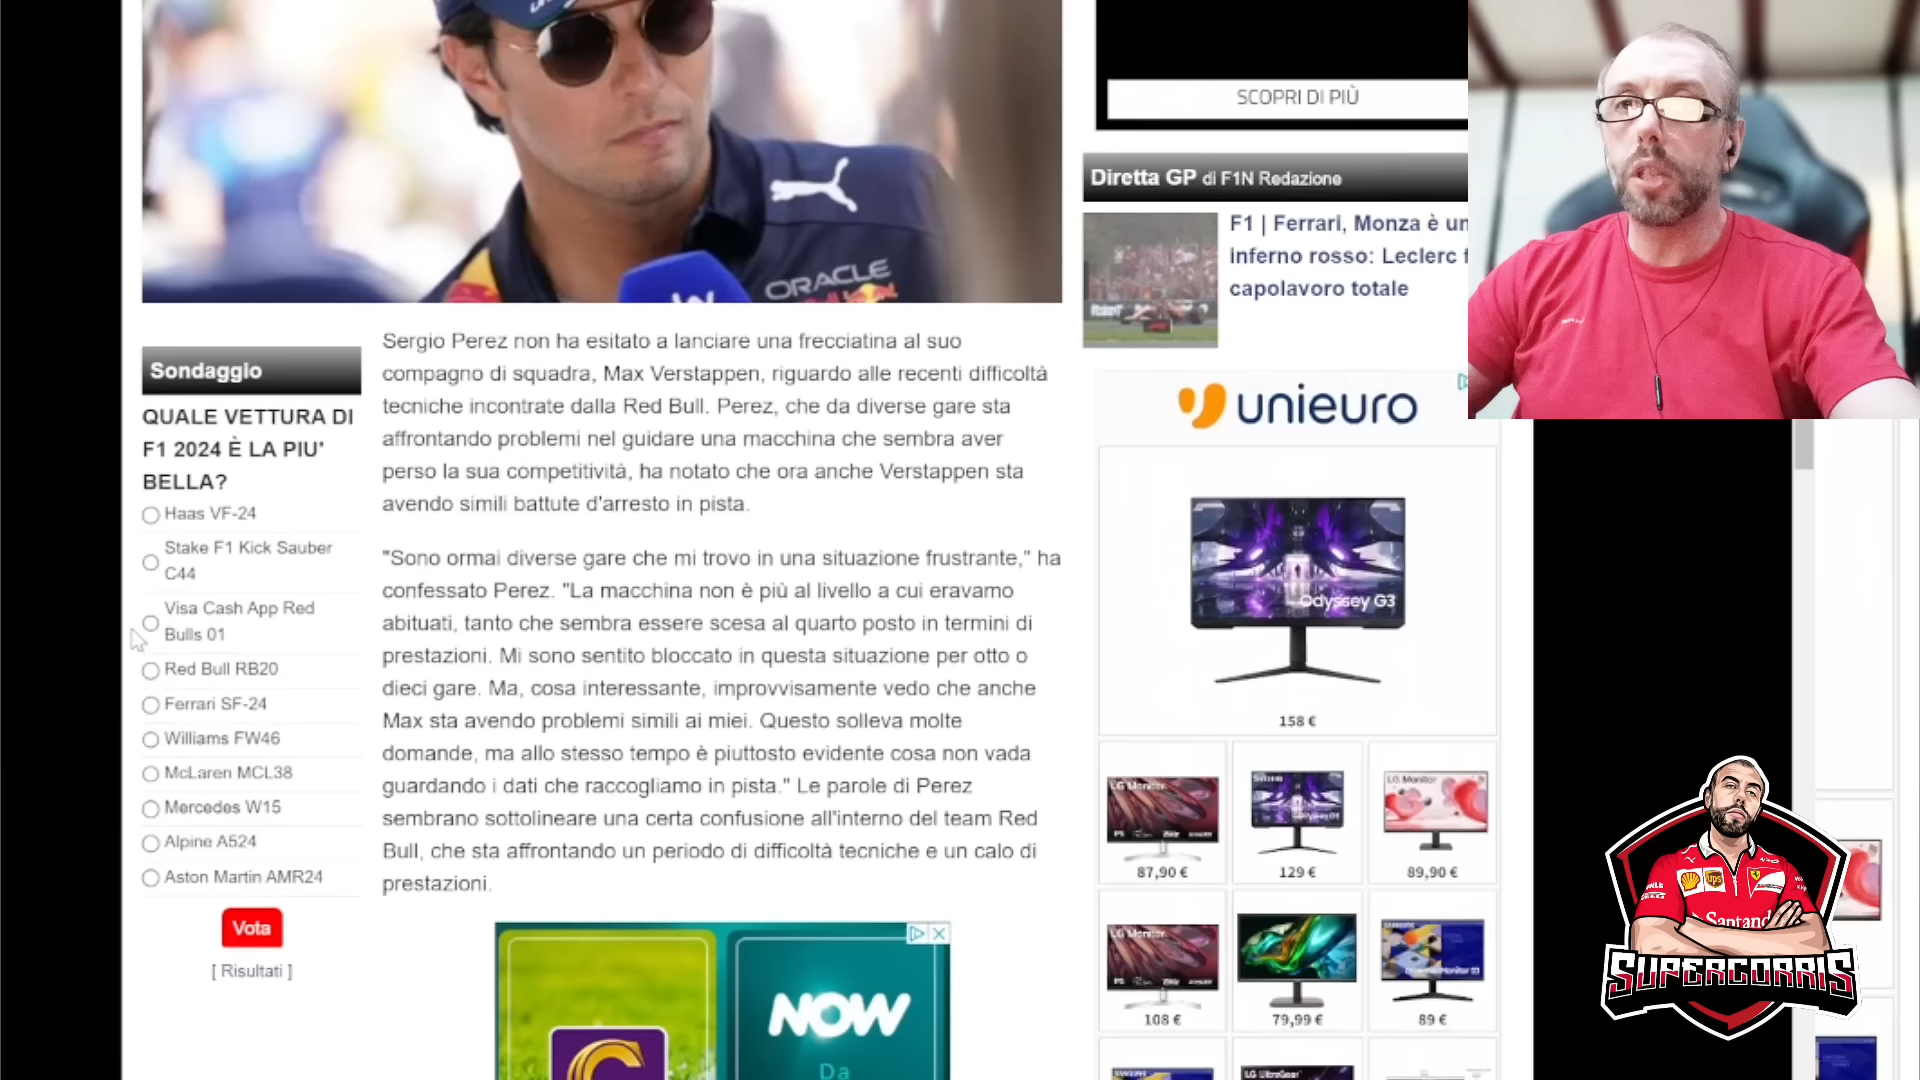 ORACLE
SCOPRI DI PIÙ
Diretta GP di F1N Redazione
F1 | Ferrari, Monza è un
inferno rosso: Leclerc f
capolavoro totale
Sondaggio
QUALE VETTURA DI
F1 2024 È LA PIU'
BELLA?
Haas VF-24
Stake F1 Kick Sauber
C44
Visa Cash App Red
Bulls 01
Red Bull RB20
Ferrari SF-24
Williams FW46
McLaren MCL38
Mercedes W15
Alpine A524
Aston Martin AMR24
Vota
[ Risultati ]
Sergio Perez non ha esitato a lanciare una frecciatina al suo
compagno di squadra, Max Verstappen, riguardo alle recenti difficoltà
tecniche incontrate dalla Red Bull. Perez, che da diverse gare sta
affrontando problemi nel guidare una macchina che sembra aver
perso la sua competitività, ha notato che ora anche Verstappen sta
avendo simili battute d'arresto in pista.
"Sono ormai diverse gare che mi trovo in una situazione frustrante," ha
confessato Perez. "La macchina non è più al livello a cui eravamo
abituati, tanto che sembra essere scesa al quarto posto in termini di
prestazioni. Mi sono sentito bloccato in questa situazione per otto o
dieci gare. Ma, cosa interessante, improvvisamente vedo che anche
Max sta avendo problemi simili ai miei. Questo solleva molte
domande, ma allo stesso tempo è piuttosto evidente cosa non vada
guardando i dati che raccogliamo in pista." Le parole di Perez
sembrano sottolineare una certa confusione all'interno del team Red
Bull, che sta affrontando un periodo di difficoltà tecniche e un calo di
prestazioni.
NOW
Da
unieuro
Odyssey G3
158 €
LG Monitor
87,90 €
129 €
LG Monitor
89,90 €
LG Monitor
108 €
79,99 €
89 €
LG UltraGear
ups
Santand
SUPERCORRIS